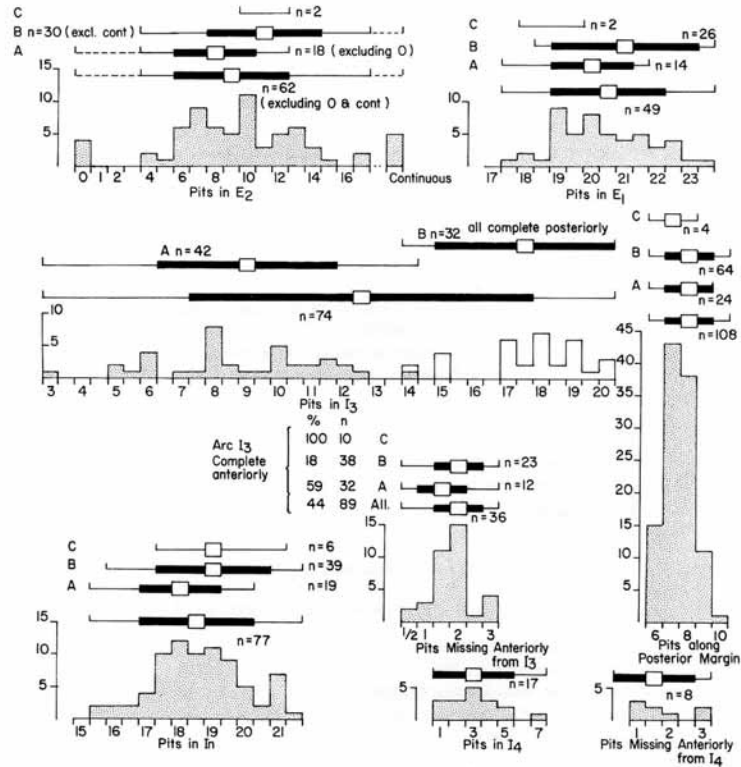 C n=2
B n=30 (excl. cont)
A n=18 (excluding O)
n=62
(excluding O & cont)
15
10
5
0 1 2 4 6 8 10 12 14 16 Continuous
Pits in E2
C n=2
B n=26
A n=14
n=49
15
10
5
17 19 20 21 22 23
Pits in E1
A n=42
B n=32 all complete posteriorly
n=74
10
5
3 4 5 6 7 8 9 10 11 12 13 14 15 16 17 18 19 20
Pits in I3
C n=4
B n=64
A n=24
n=108
45
40
35
30
25
20
15
10
5
6 8 10
Pits along
Posterior Margin
% n
Arc I3 100 10 C
Complete 18 38 B n=23
anteriorly 59 32 A n=12
44 89 All. n=36
15
10
5
1/2 1 2 3
Pits Missing Anteriorly
from I3
C n=6
B n=39
A n=19
n=77
15
10
5
15 16 17 18 19 20 21
Pits in In
n=17
5
1 3 5 7
Pits in I4
n=8
5
1 2 3
Pits Missing Anteriorly
from I4